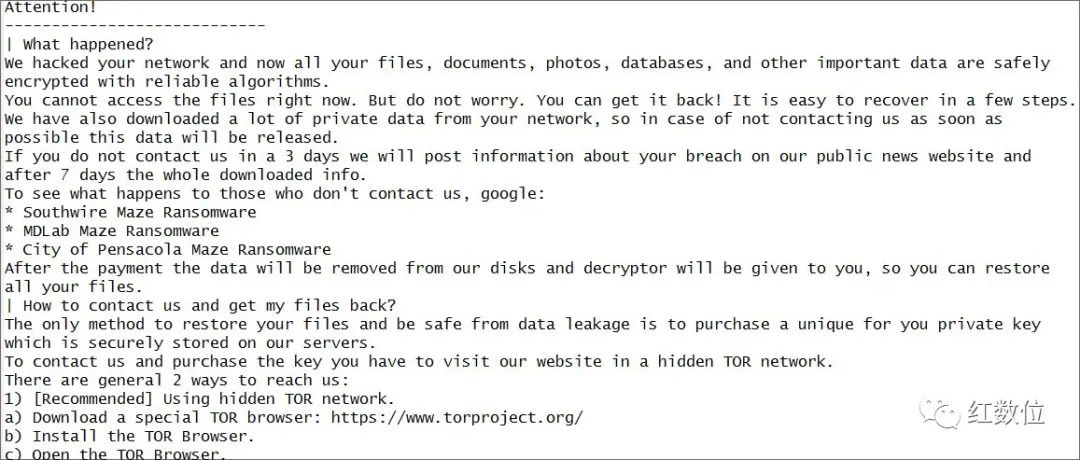 Attention!
----------------------------
| What happened?
We hacked your network and now all your files, documents, photos, databases, and other important data are safely
encrypted with reliable algorithms.
You cannot access the files right now. But do not worry. You can get it back! It is easy to recover in a few steps.
We have also downloaded a lot of private data from your network, so in case of not contacting us as soon as
possible this data will be released.
If you do not contact us in a 3 days we will post information about your breach on our public news website and
after 7 days the whole downloaded info.
To see what happens to those who don't contact us, google:
* Southwire Maze Ransomware
* MDLab Maze Ransomware
* City of Pensacola Maze Ransomware
After the payment the data will be removed from our disks and decryptor will be given to you, so you can restore
all your files.
| How to contact us and get my files back?
The only method to restore your files and be safe from data leakage is to purchase a unique for you private key
which is securely stored on our servers.
To contact us and purchase the key you have to visit our website in a hidden TOR network.
There are general 2 ways to reach us:
1) [Recommended] Using hidden TOR network.
a) Download a special TOR browser: https://www.torproject.org/
b) Install the TOR Browser.
c) Open the TOR Browser.
红数位